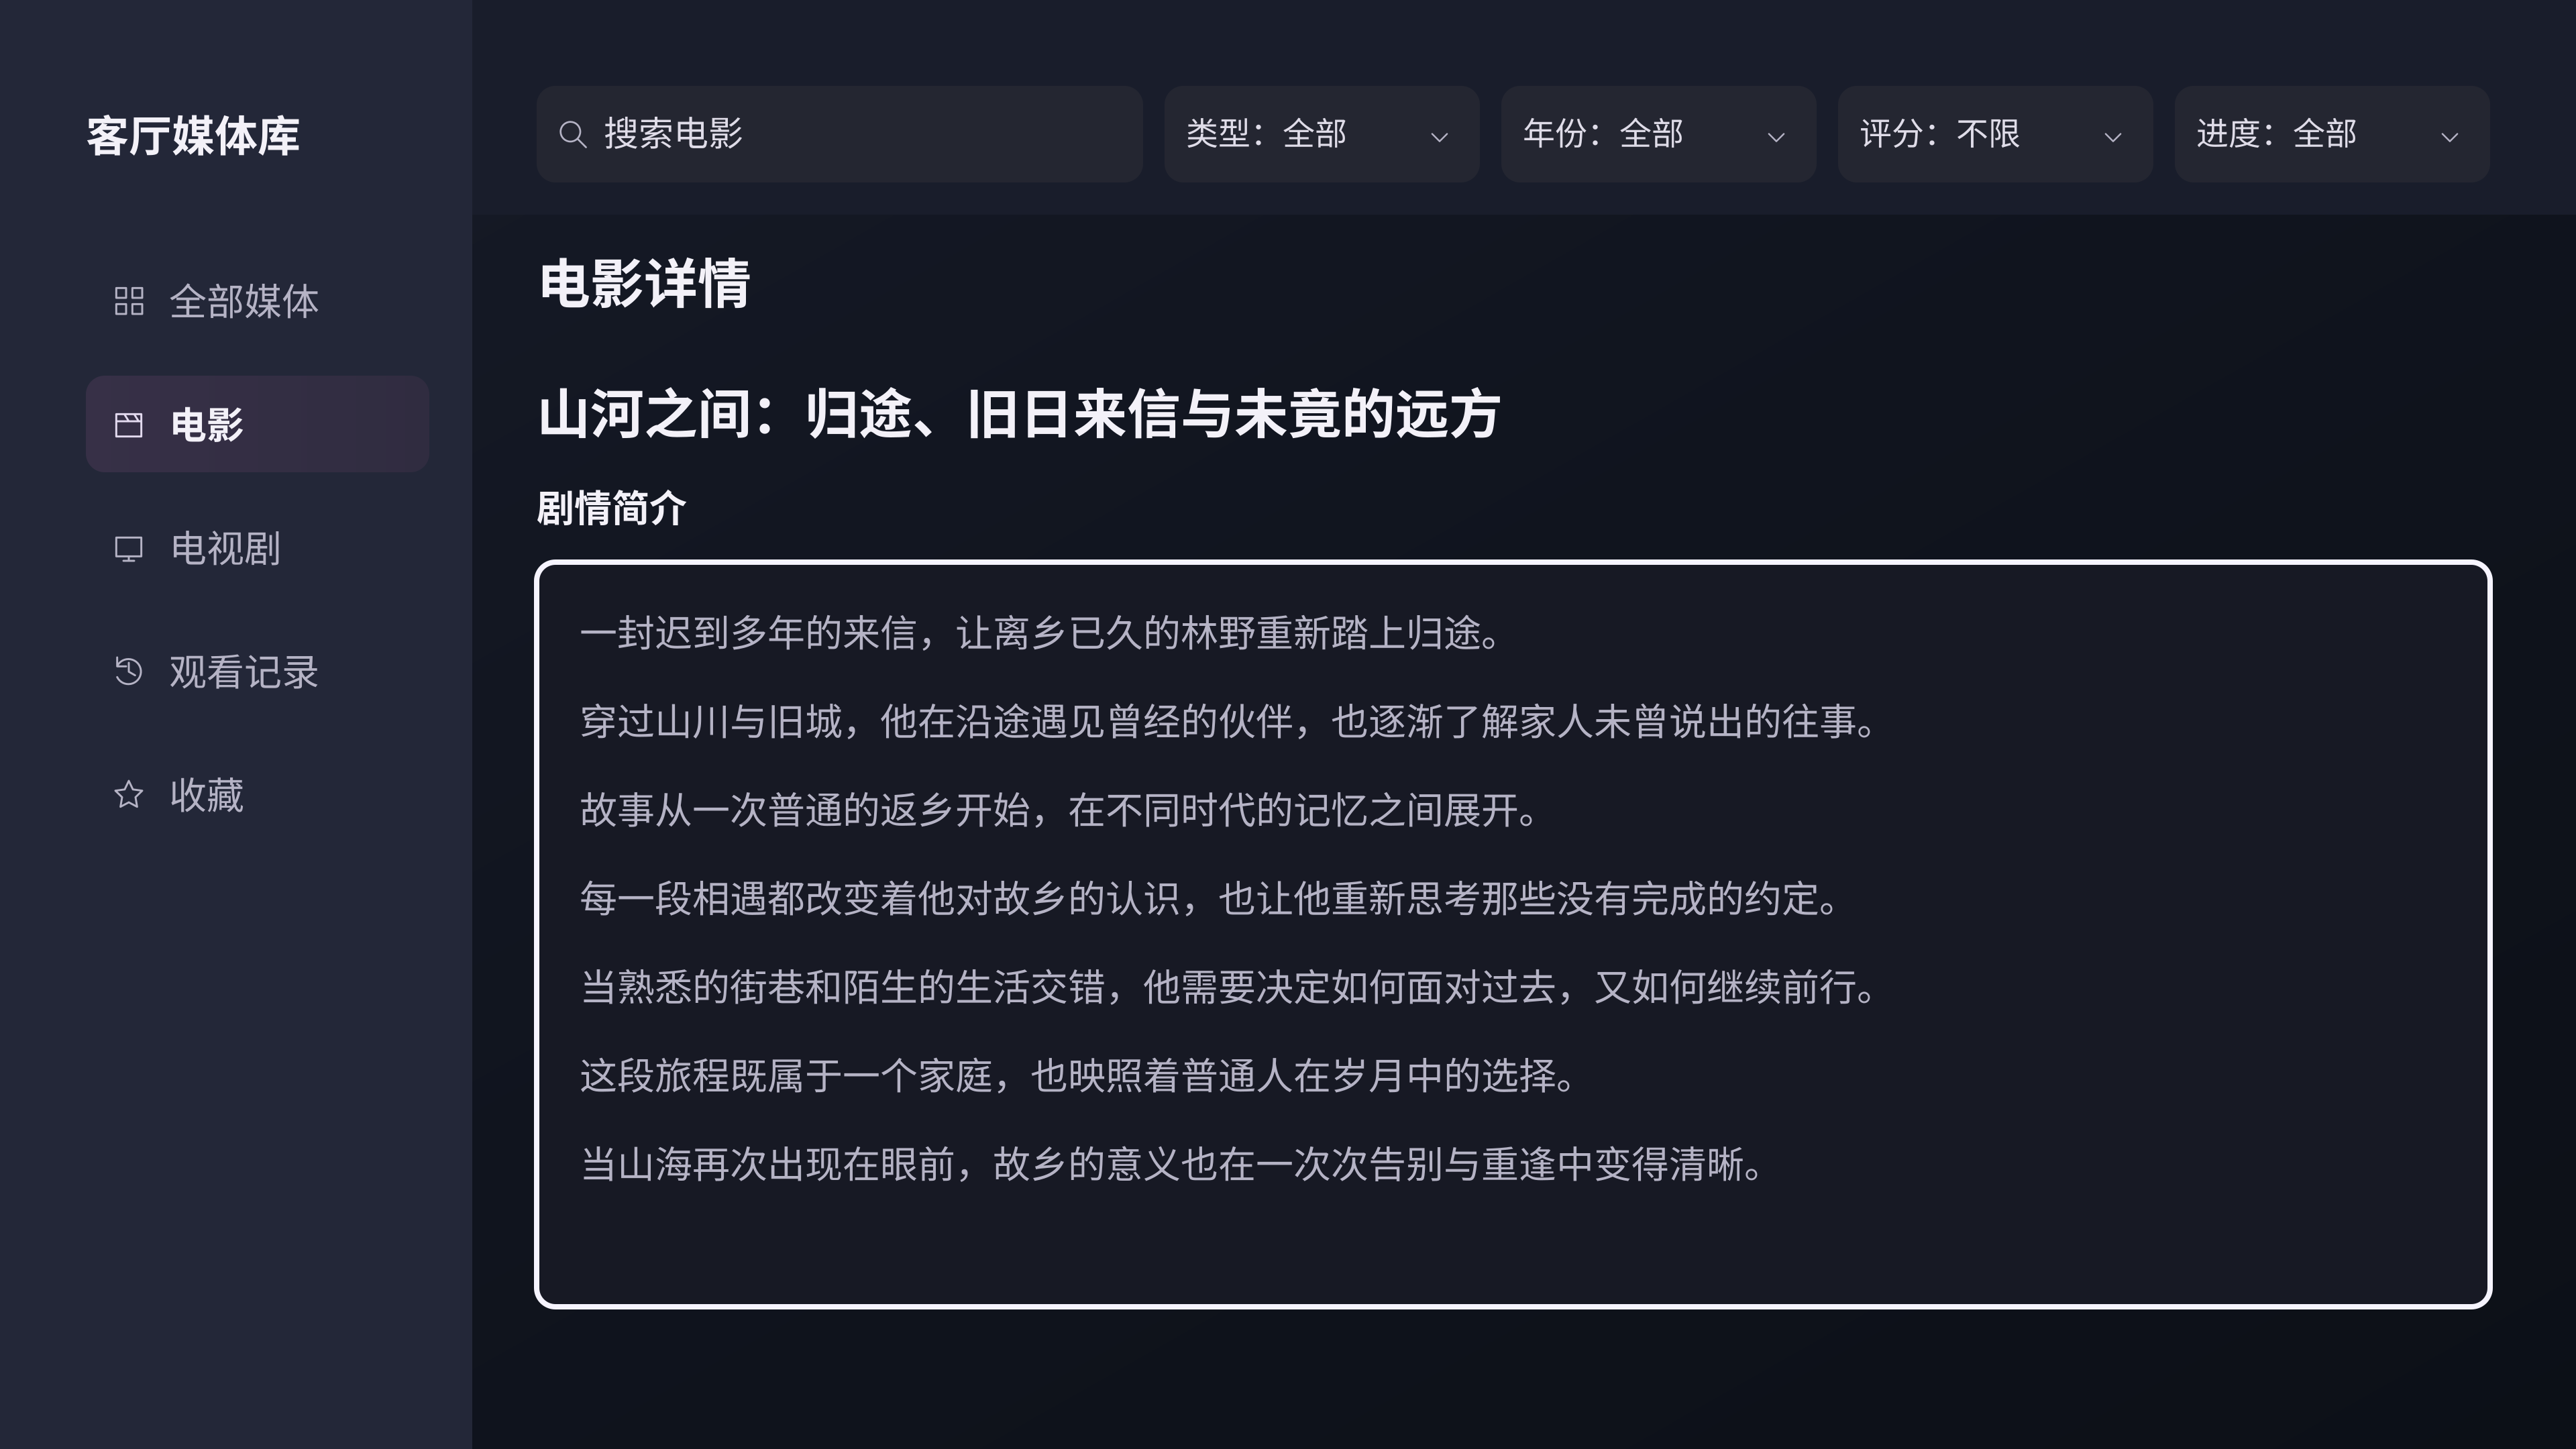 客厅媒体库
全部媒体
电影
电视剧
观看记录
收藏
搜索电影
类型：全部
年份：全部
评分：不限
进度：全部
电影详情
山河之间：归途、旧日来信与未竟的远方
剧情简介
一封迟到多年的来信，让离乡已久的林野重新踏上归途。
穿过山川与旧城，他在沿途遇见曾经的伙伴，也逐渐了解家人未曾说出的往事。
故事从一次普通的返乡开始，在不同时代的记忆之间展开。
每一段相遇都改变着他对故乡的认识，也让他重新思考那些没有完成的约定。
当熟悉的街巷和陌生的生活交错，他需要决定如何面对过去，又如何继续前行。
这段旅程既属于一个家庭，也映照着普通人在岁月中的选择。
当山海再次出现在眼前，故乡的意义也在一次次告别与重逢中变得清晰。